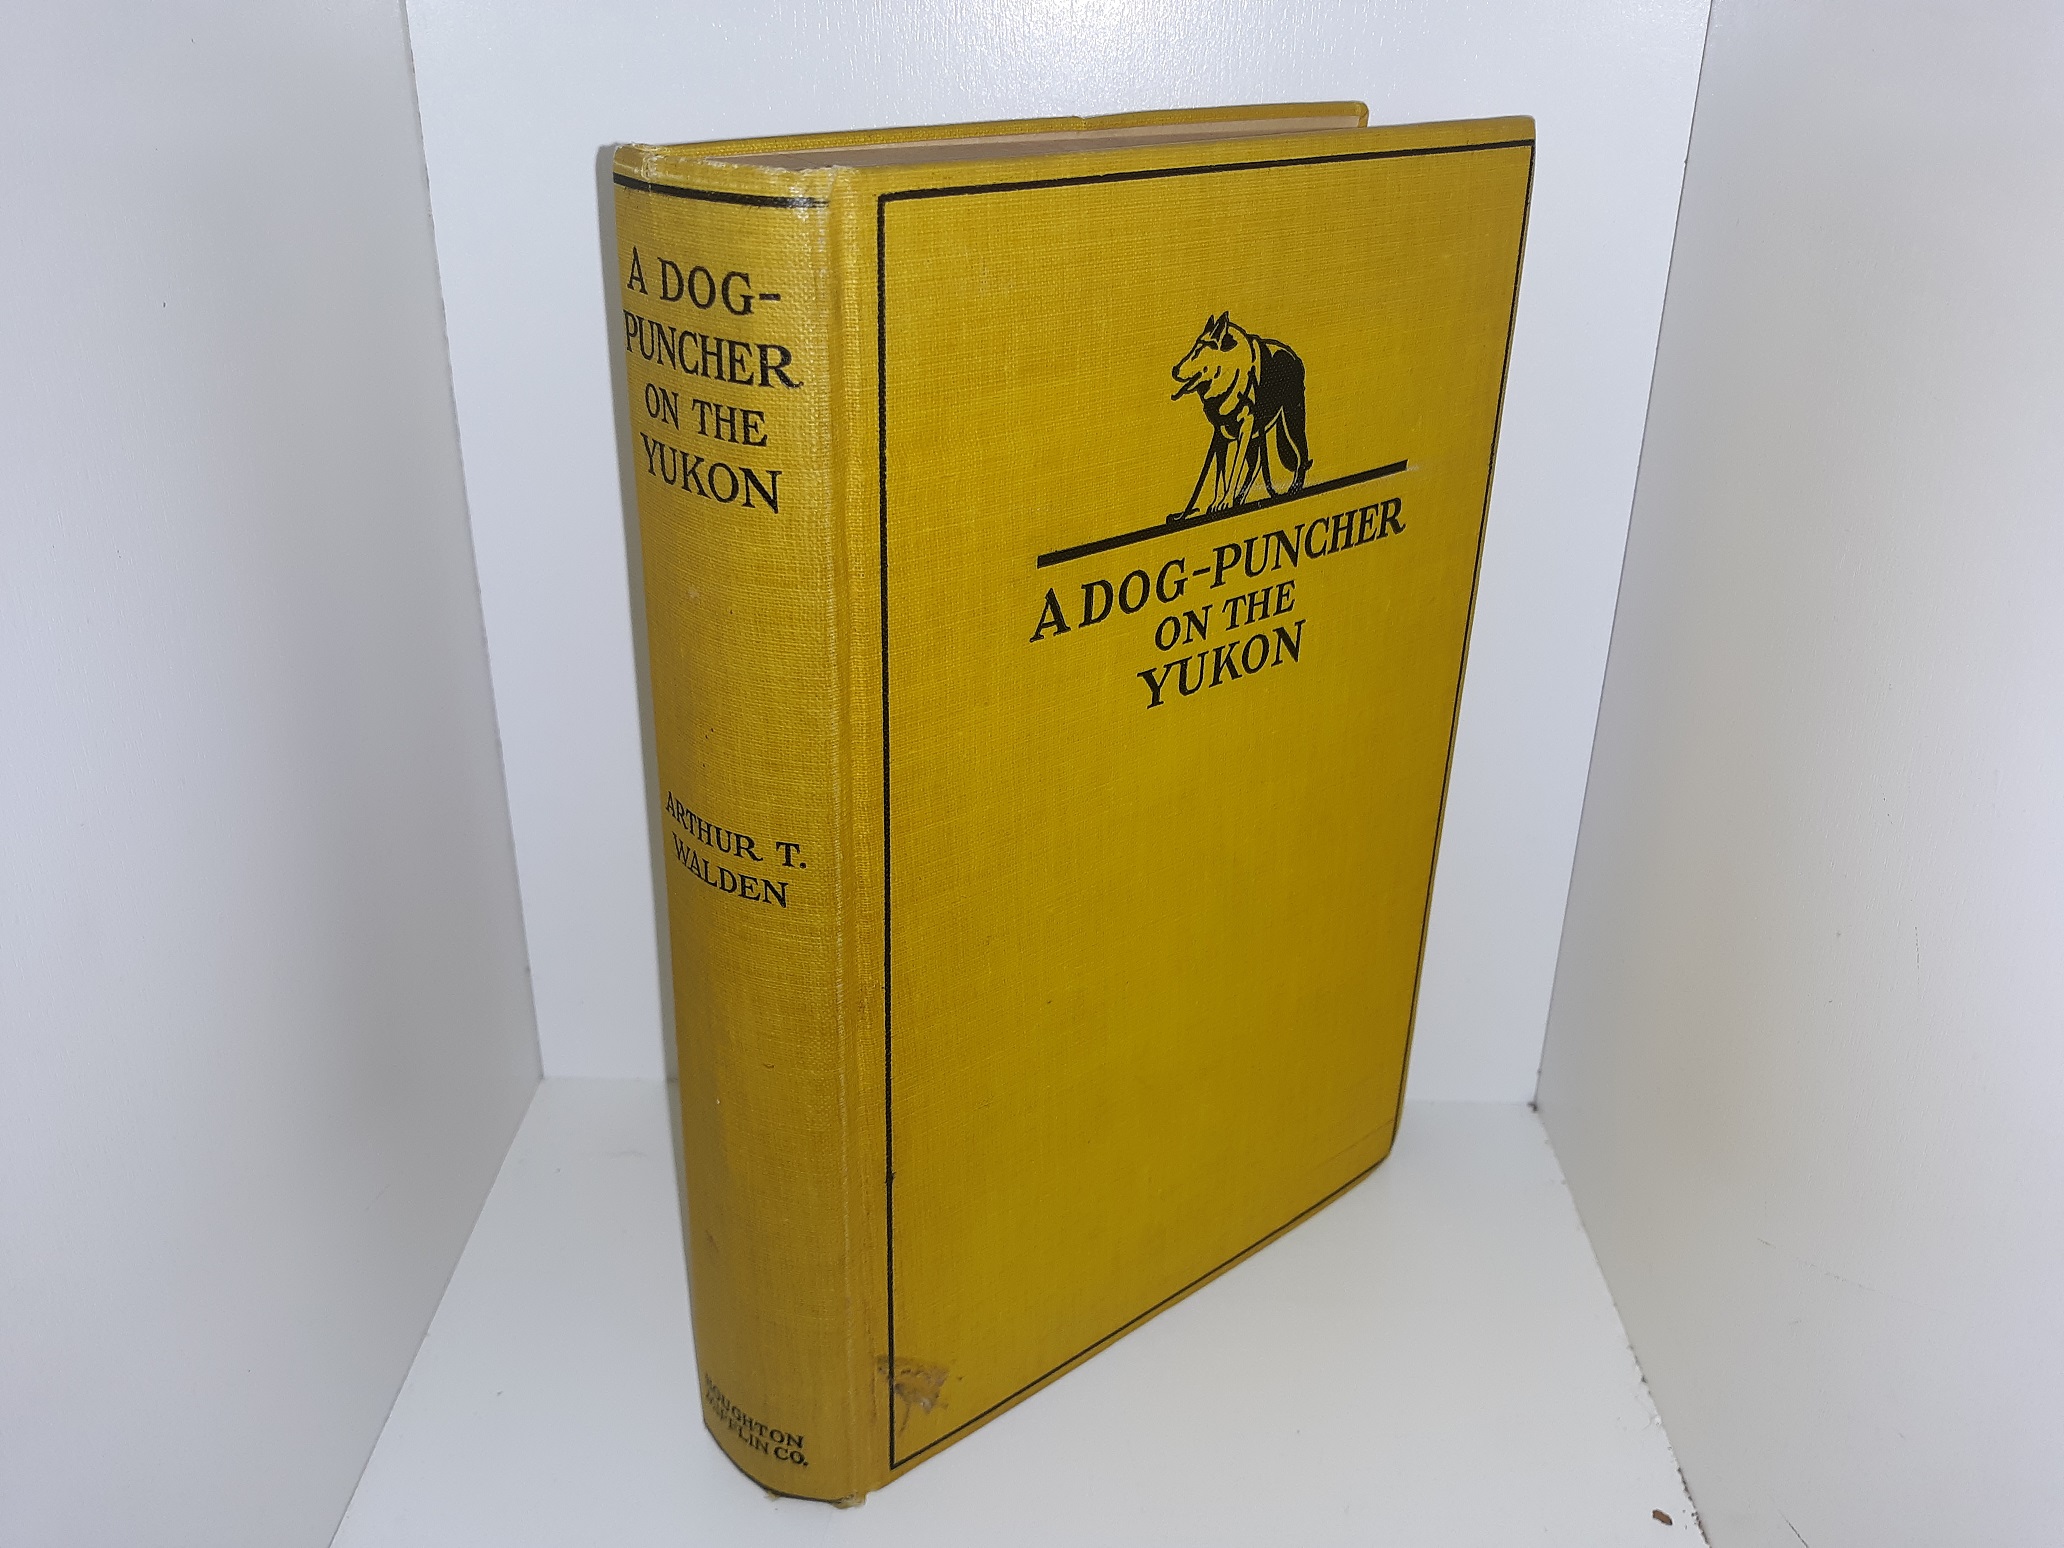 A DOG-
PUNCHER
ON THE
YUKON
ARTHUR T.
WALDEN
HOUGHTON
MIFFLIN CO.
A DOG-PUNCHER
ON THE
YUKON